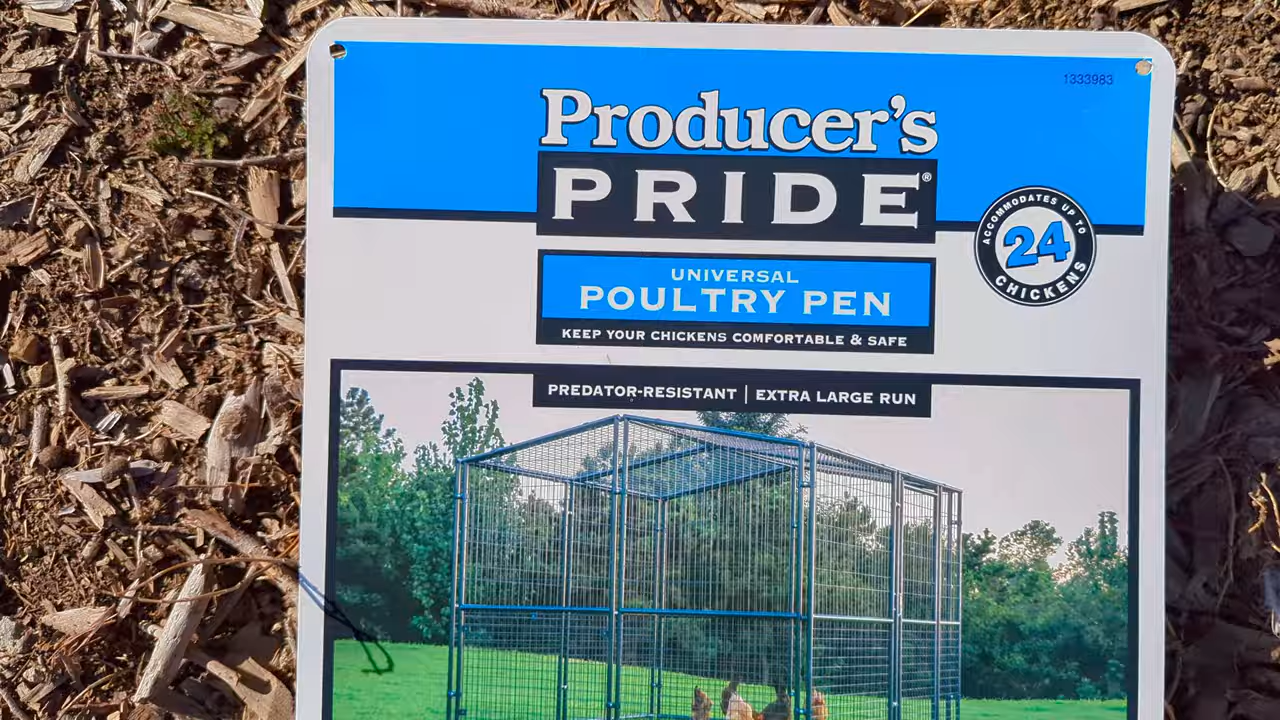 1333983
Producer's
PRIDE®
ACCOMMODATES UP TO
24
CHICKENS
UNIVERSAL
POULTRY PEN
KEEP YOUR CHICKENS COMFORTABLE & SAFE
PREDATOR-RESISTANT | EXTRA LARGE RUN